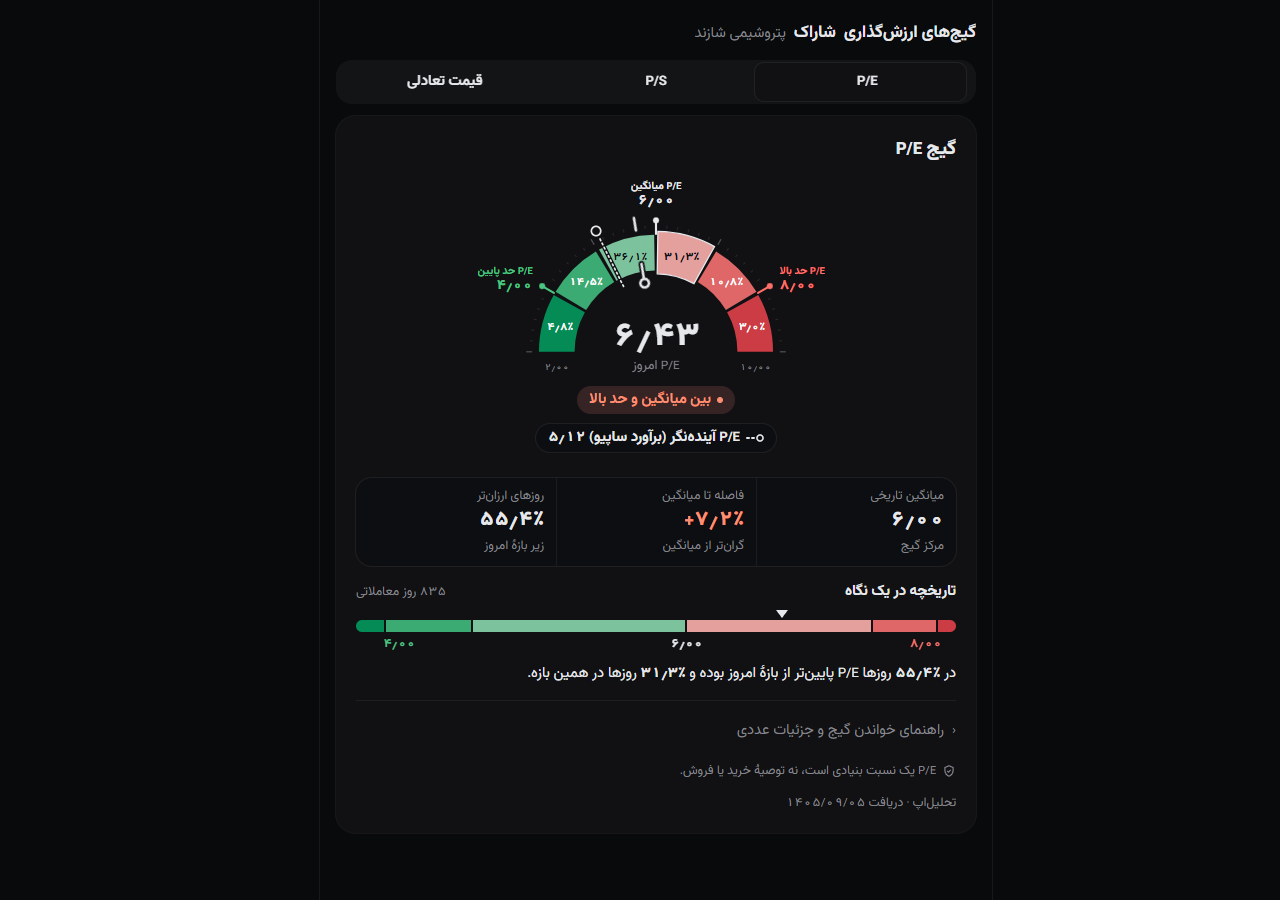 گیج‌های ارزش‌گذاری شاراک پتروشیمی شازند
P/E
P/S
قیمت تعادلی
گیج P/E
P/E میانگین
۶٫۰۰
P/E حد بالا
۸٫۰۰
P/E حد پایین
۴٫۰۰
۳٫۰٪
۱۰٫۸٪
۳۱٫۳٪
۳۶٫۱٪
۱۴٫۵٪
۴٫۸٪
۶٫۴۳
P/E امروز
۱۰٫۰۰
۲٫۰۰
بین میانگین و حد بالا
P/E آینده‌نگر (برآورد ساپیو) ۵٫۱۲
میانگین تاریخی
۶٫۰۰
مرکز گیج
فاصله تا میانگین
+۷٫۲٪
گران‌تر از میانگین
روزهای ارزان‌تر
۵۵٫۴٪
زیر بازهٔ امروز
تاریخچه در یک نگاه
۸۳۵ روز معاملاتی
۸٫۰۰
۶٫۰۰
۴٫۰۰
در ۵۵٫۴٪ روزها P/E پایین‌تر از بازهٔ امروز بوده و ۳۱٫۳٪ روزها در همین بازه.
‹ راهنمای خواندن گیج و جزئیات عددی
P/E یک نسبت بنیادی است، نه توصیهٔ خرید یا فروش.
تحلیل‌اپ · دریافت ۱۴۰۵/۰۹/۰۵